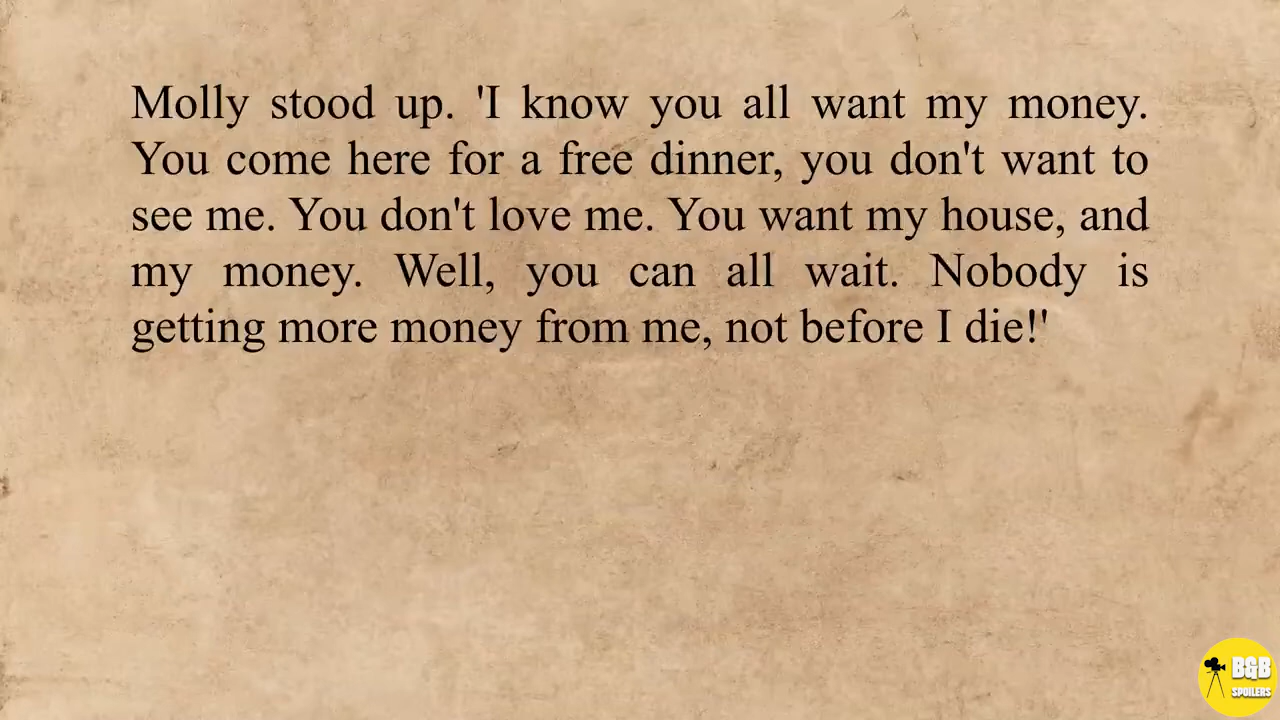 Molly stood up. 'I know you all want my money.
You come here for a free dinner, you don't want to
see me. You don't love me. You want my house, and
my money. Well, you can all wait. Nobody is
getting more money from me, not before I die!'
B&B
SPOILERS